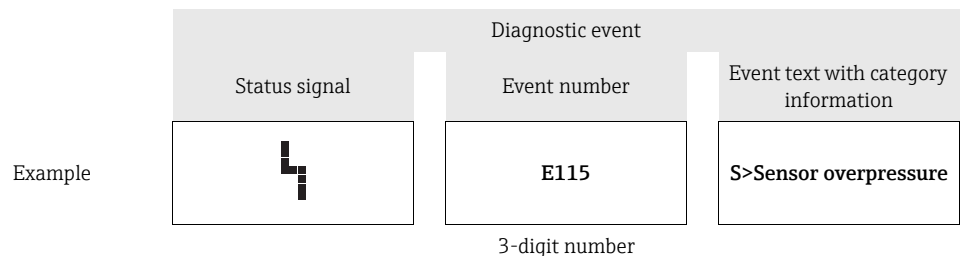 Diagnostic event
Status signal
Event number
Event text with category
information
Example
E115
S>Sensor overpressure
3-digit number